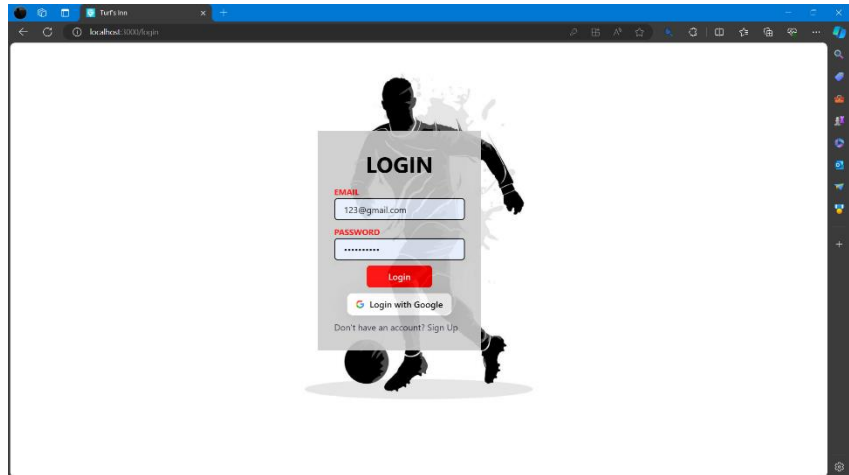 Turf's Inn
localhost:3000/login
LOGIN
EMAIL
123@gmail.com
PASSWORD
••••••••••
Login
Login with Google
Don't have an account? Sign Up